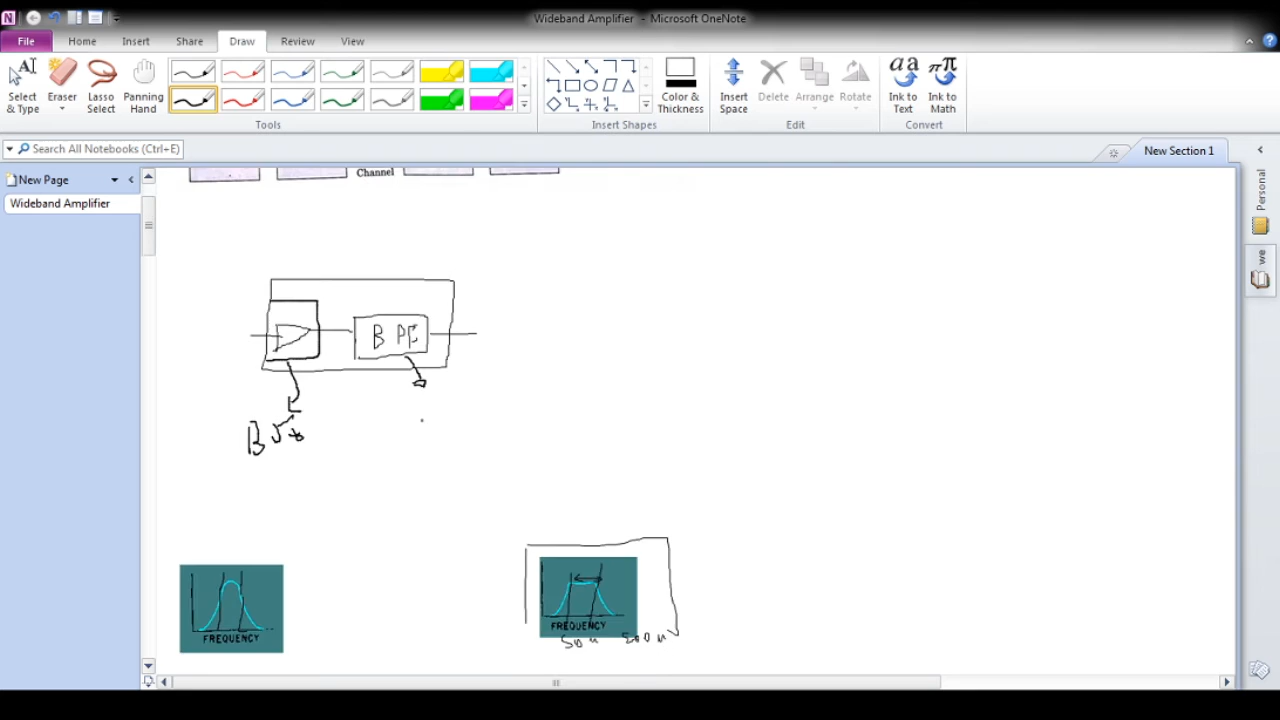 Wideband Amplifier - Microsoft OneNote
File Home Insert Share Draw Review View
Select & Type
Eraser
Lasso Select
Panning Hand
Color & Thickness
Insert Space
Delete
Arrange
Rotate
Ink to Text
Ink to Math
Tools
Insert Shapes
Edit
Convert
Search All Notebooks (Ctrl+E)
New Section 1
New Page
Wideband Amplifier
Personal
we
Channel
B
FREQUENCY
FREQUENCY